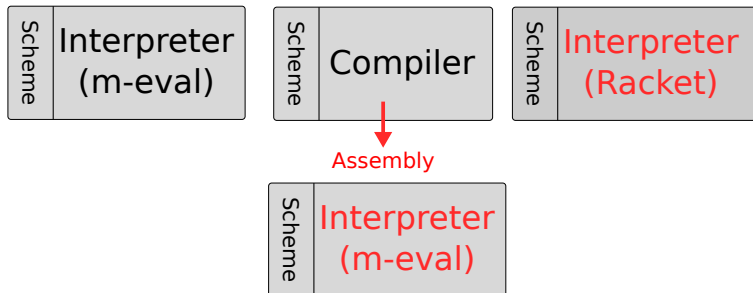 Scheme
Interpreter
(m-eval)
Scheme
Compiler
Scheme
Interpreter
(Racket)
Assembly
Scheme
Interpreter
(m-eval)